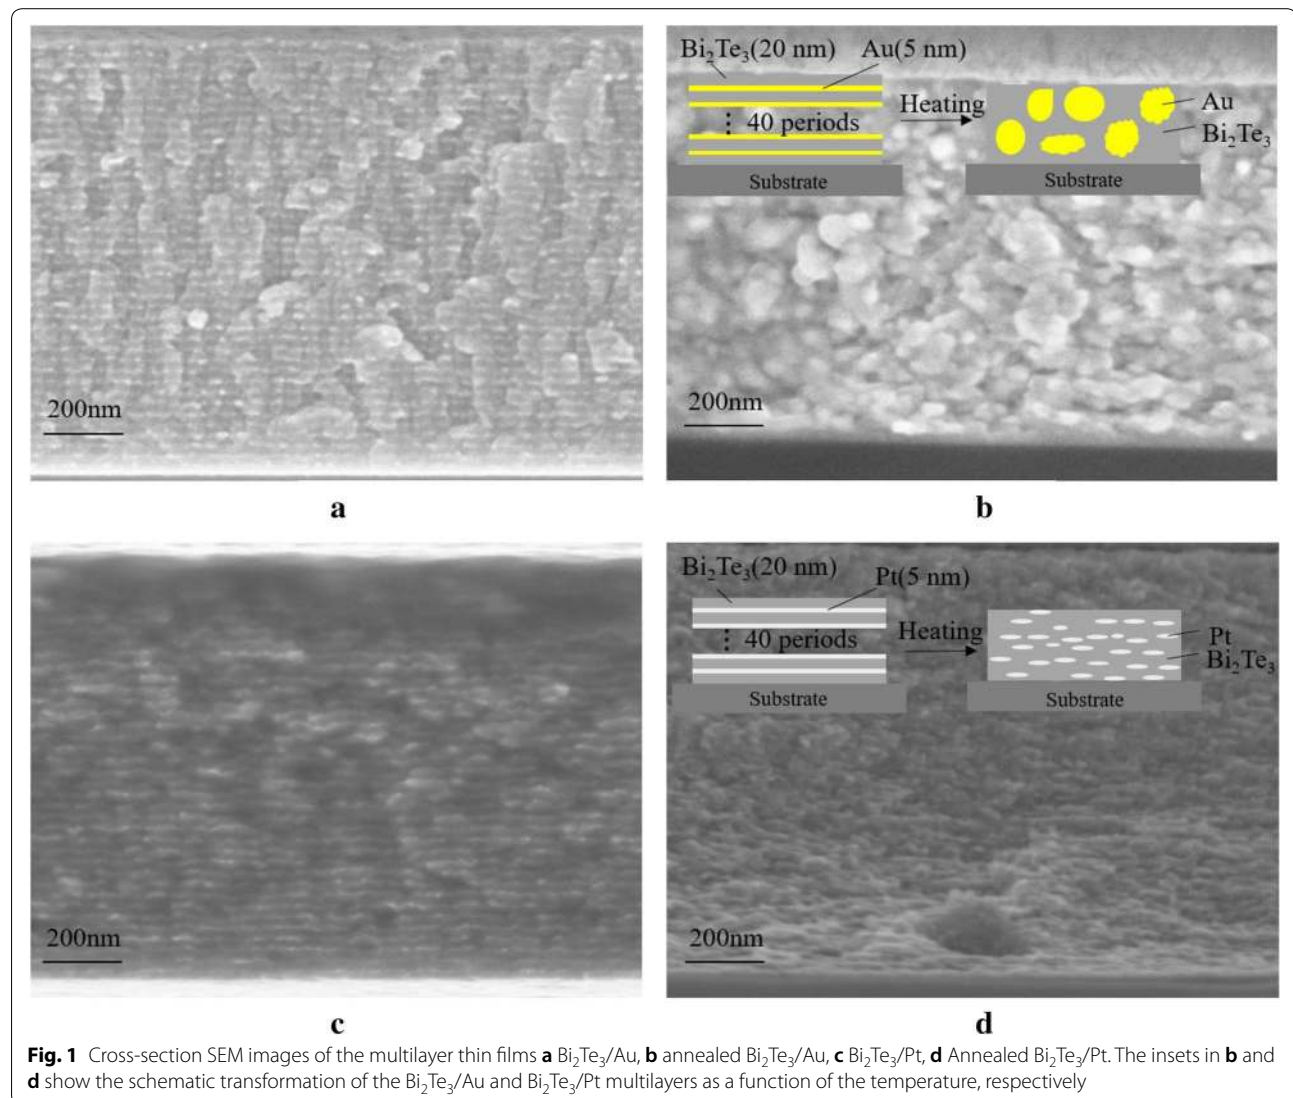 200nm
a
Bi₂Te₃(20 nm) Au(5 nm)
Heating
40 periods
Substrate
Au
Bi₂Te₃
Substrate
200nm
b
200nm
c
Bi₂Te₃(20 nm) Pt(5 nm)
Heating
40 periods
Substrate
Pt
Bi₂Te₃
Substrate
200nm
d
Fig. 1 Cross-section SEM images of the multilayer thin films a Bi₂Te₃/Au, b annealed Bi₂Te₃/Au, c Bi₂Te₃/Pt, d Annealed Bi₂Te₃/Pt. The insets in b and
d show the schematic transformation of the Bi₂Te₃/Au and Bi₂Te₃/Pt multilayers as a function of the temperature, respectively